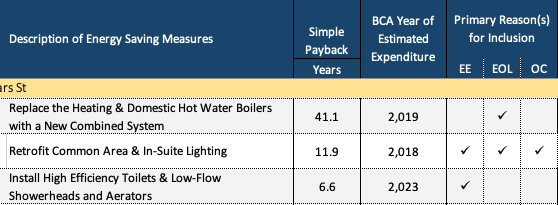 Description of Energy Saving Measures
Simple
Payback
Years
BCA Year of
Estimated
Expenditure
Primary Reason(s)
for Inclusion
EE EOL OC
ars St
Replace the Heating & Domestic Hot Water Boilers
with a New Combined System
41.1 2,019 ✓
Retrofit Common Area & In-Suite Lighting 11.9 2,018 ✓ ✓ ✓
Install High Efficiency Toilets & Low-Flow
Showerheads and Aerators
6.6 2,023 ✓